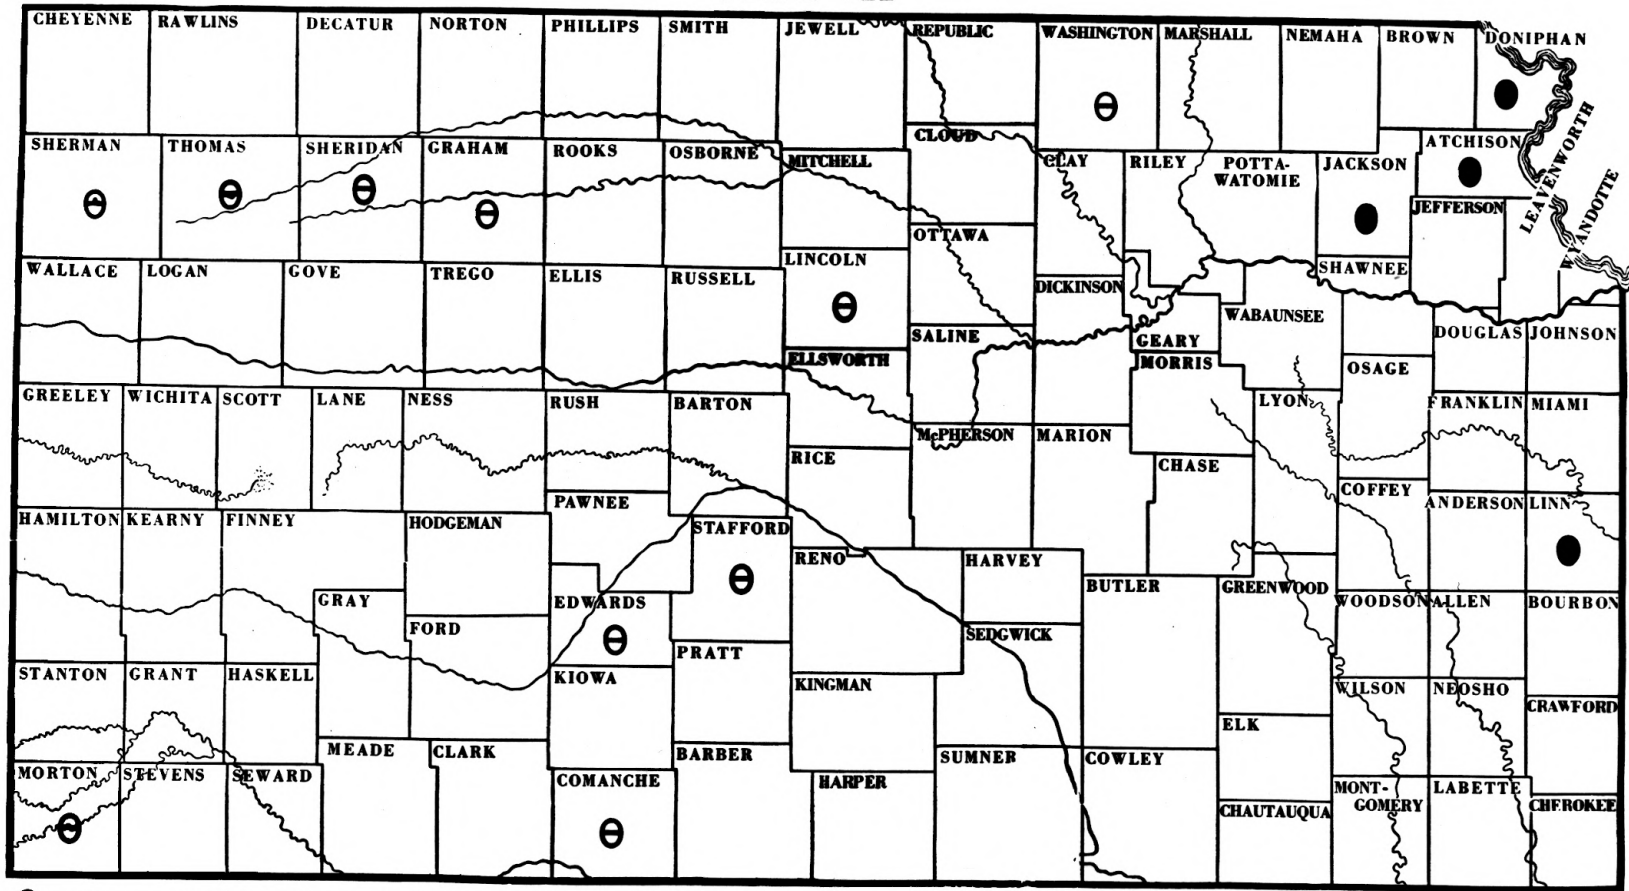 CHEYENNE RAWLINS DECATUR NORTON PHILLIPS SMITH JEWELL REPUBLIC WASHINGTON MARSHALL NEMAHA BROWN DONIPHAN
SHERMAN THOMAS SHERIDAN GRAHAM ROOKS OSBORNE MITCHELL CLOUD CLAY RILEY POTTA-
WATOMIE JACKSON ATCHISON
JEFFERSON LEAVENWORTH WYANDOTTE
WALLACE LOGAN GOVE TREGO ELLIS RUSSELL LINCOLN OTTAWA DICKINSON SHAWNEE
ELLSWORTH SALINE GEARY WABAUNSEE DOUGLAS JOHNSON
MORRIS OSAGE
GREELEY WICHITA SCOTT LANE NESS RUSH BARTON LYON FRANKLIN MIAMI
RICE McPHERSON MARION CHASE
HAMILTON KEARNY FINNEY HODGEMAN PAWNEE STAFFORD COFFEY ANDERSON LINN
RENO HARVEY BUTLER GREENWOOD
GRAY FORD EDWARDS WOODSON ALLEN BOURBON
SEDGWICK
STANTON GRANT HASKELL KIOWA PRATT KINGMAN WILSON NEOSHO
CRAWFORD
ELK
MORTON STEVENS SEWARD MEADE CLARK COMANCHE BARBER HARPER SUMNER COWLEY
CHAUTAUQUA MONT-
GOMERY LABETTE CHEROKEE